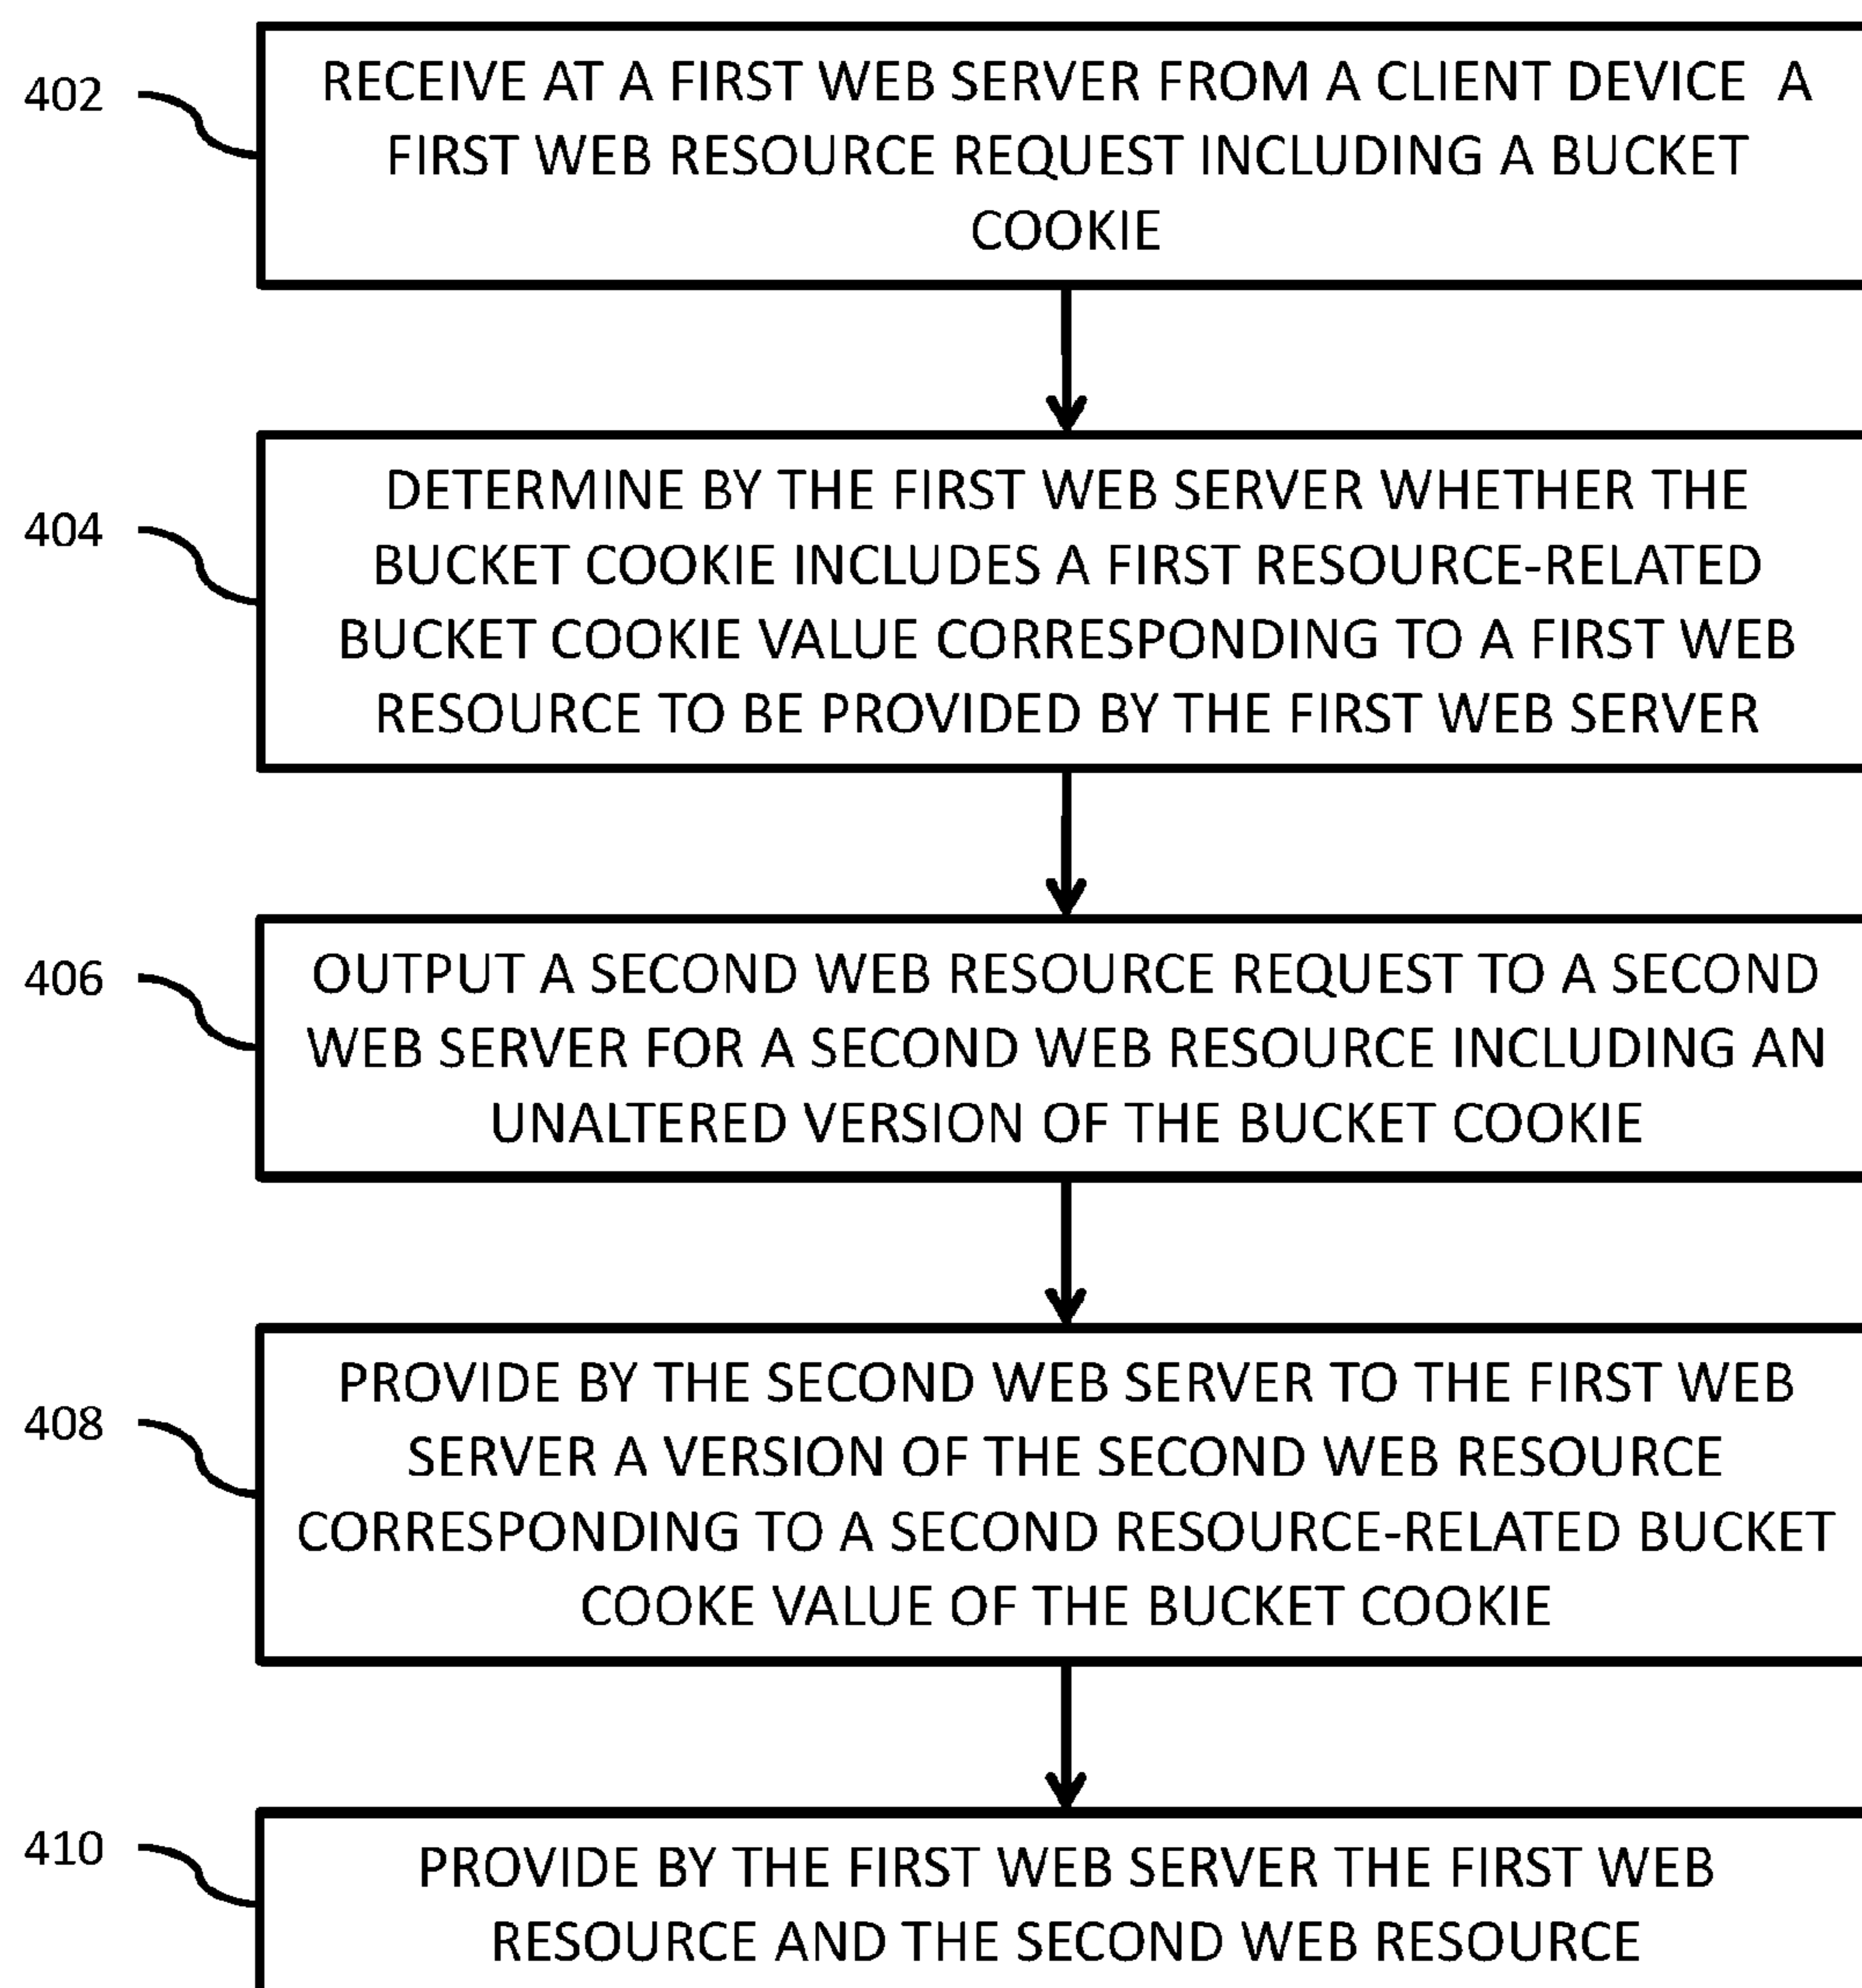 402
RECEIVE AT A FIRST WEB SERVER FROM A CLIENT DEVICE A
FIRST WEB RESOURCE REQUEST INCLUDING A BUCKET
COOKIE
404
DETERMINE BY THE FIRST WEB SERVER WHETHER THE
BUCKET COOKIE INCLUDES A FIRST RESOURCE-RELATED
BUCKET COOKIE VALUE CORRESPONDING TO A FIRST WEB
RESOURCE TO BE PROVIDED BY THE FIRST WEB SERVER
406
OUTPUT A SECOND WEB RESOURCE REQUEST TO A SECOND
WEB SERVER FOR A SECOND WEB RESOURCE INCLUDING AN
UNALTERED VERSION OF THE BUCKET COOKIE
408
PROVIDE BY THE SECOND WEB SERVER TO THE FIRST WEB
SERVER A VERSION OF THE SECOND WEB RESOURCE
CORRESPONDING TO A SECOND RESOURCE-RELATED BUCKET
COOKE VALUE OF THE BUCKET COOKIE
410
PROVIDE BY THE FIRST WEB SERVER THE FIRST WEB
RESOURCE AND THE SECOND WEB RESOURCE